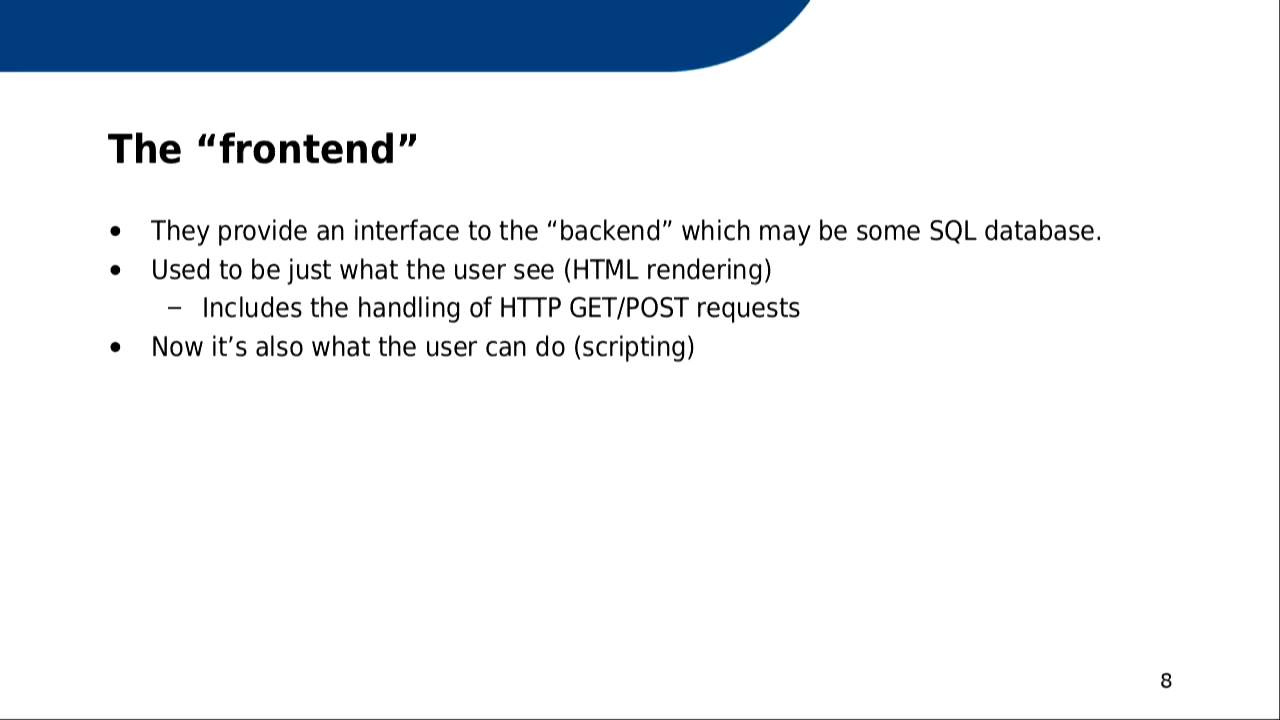 The “frontend”
• They provide an interface to the “backend” which may be some SQL database.
• Used to be just what the user see (HTML rendering)
– Includes the handling of HTTP GET/POST requests
• Now it’s also what the user can do (scripting)
8